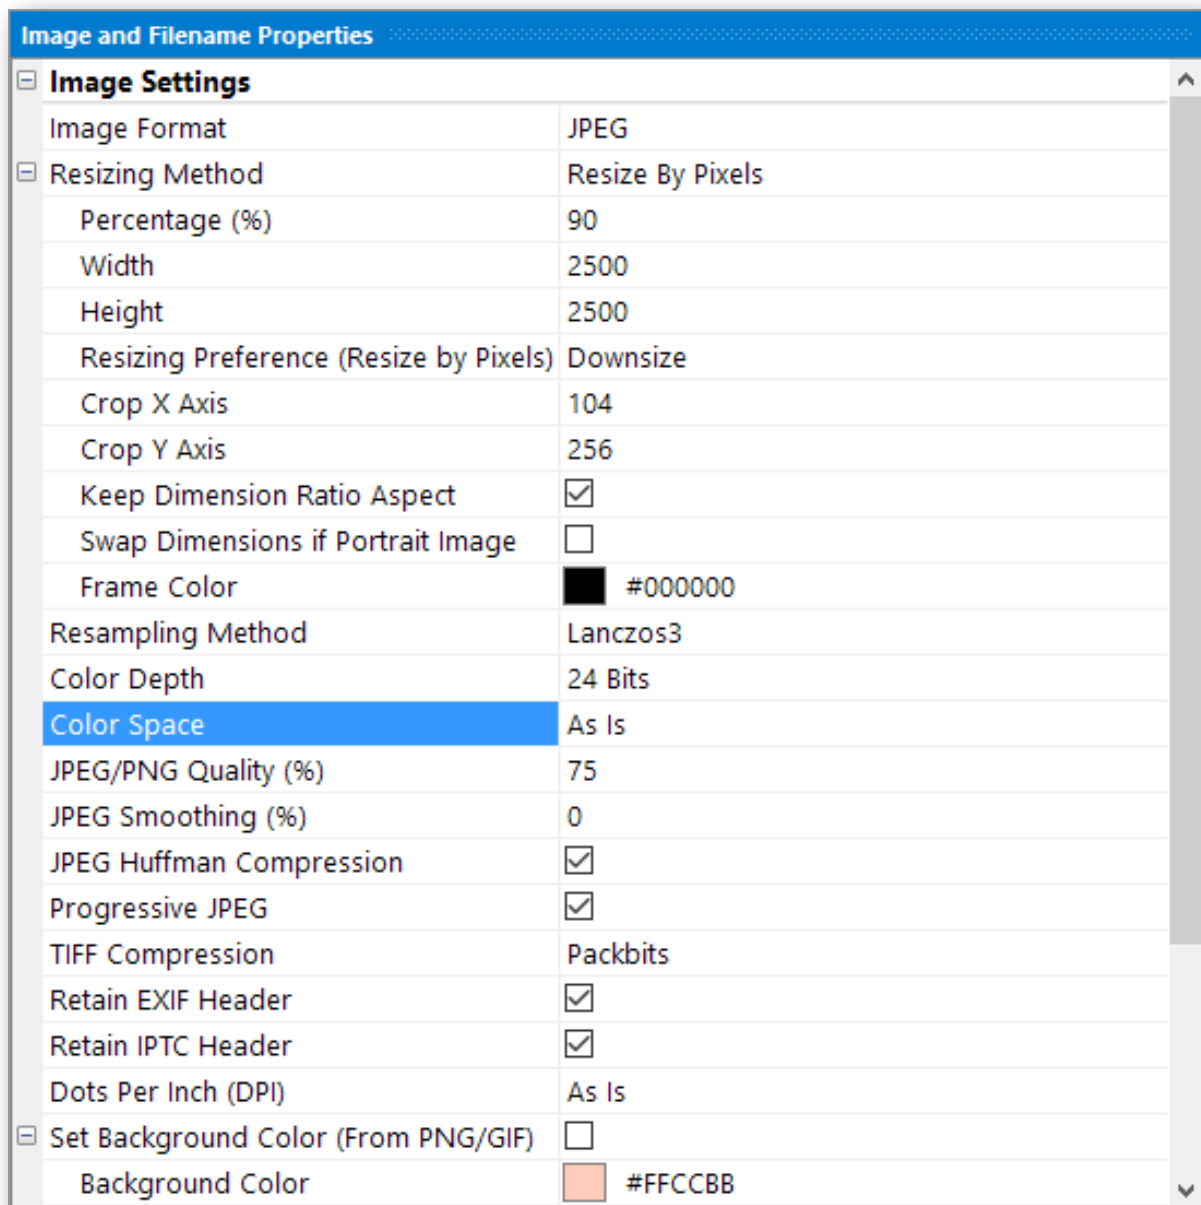 Image and Filename Properties
Image Settings
Image Format JPEG
Resizing Method Resize By Pixels
Percentage (%) 90
Width 2500
Height 2500
Resizing Preference (Resize by Pixels) Downsize
Crop X Axis 104
Crop Y Axis 256
Keep Dimension Ratio Aspect
Swap Dimensions if Portrait Image
Frame Color #000000
Resampling Method Lanczos3
Color Depth 24 Bits
Color Space As Is
JPEG/PNG Quality (%) 75
JPEG Smoothing (%) 0
JPEG Huffman Compression
Progressive JPEG
TIFF Compression Packbits
Retain EXIF Header
Retain IPTC Header
Dots Per Inch (DPI) As Is
Set Background Color (From PNG/GIF)
Background Color #FFCCBB